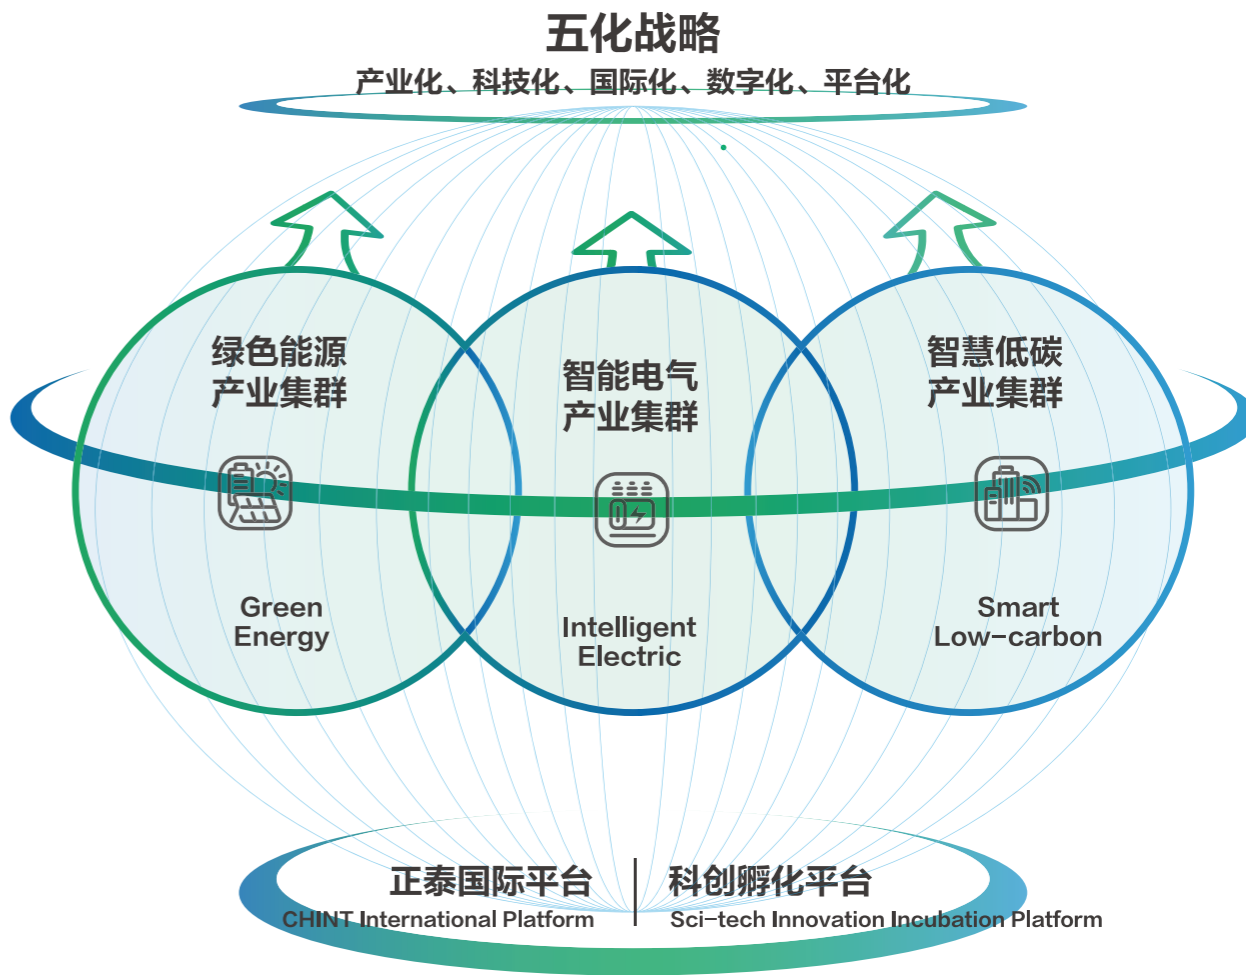 五化战略
产业化、科技化、国际化、数字化、平台化
绿色能源
产业集群
Green
Energy
智能电气
产业集群
Intelligent
Electric
智慧低碳
产业集群
Smart
Low-carbon
正泰国际平台
CHINT International Platform
科创孵化平台
Sci-tech Innovation Incubation Platform